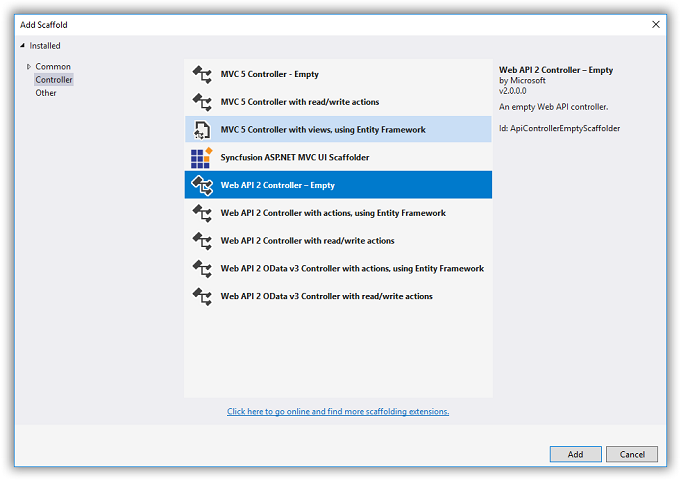 Add Scaffold
Installed
Common
Controller
Other
MVC 5 Controller - Empty
MVC 5 Controller with read/write actions
MVC 5 Controller with views, using Entity Framework
Syncfusion ASP.NET MVC UI Scaffolder
Web API 2 Controller – Empty
Web API 2 Controller with actions, using Entity Framework
Web API 2 Controller with read/write actions
Web API 2 OData v3 Controller with actions, using Entity Framework
Web API 2 OData v3 Controller with read/write actions
Web API 2 Controller – Empty
by Microsoft
v2.0.0.0
An empty Web API controller.
Id: ApiControllerEmptyScaffolder
Click here to go online and find more scaffolding extensions.
Add
Cancel